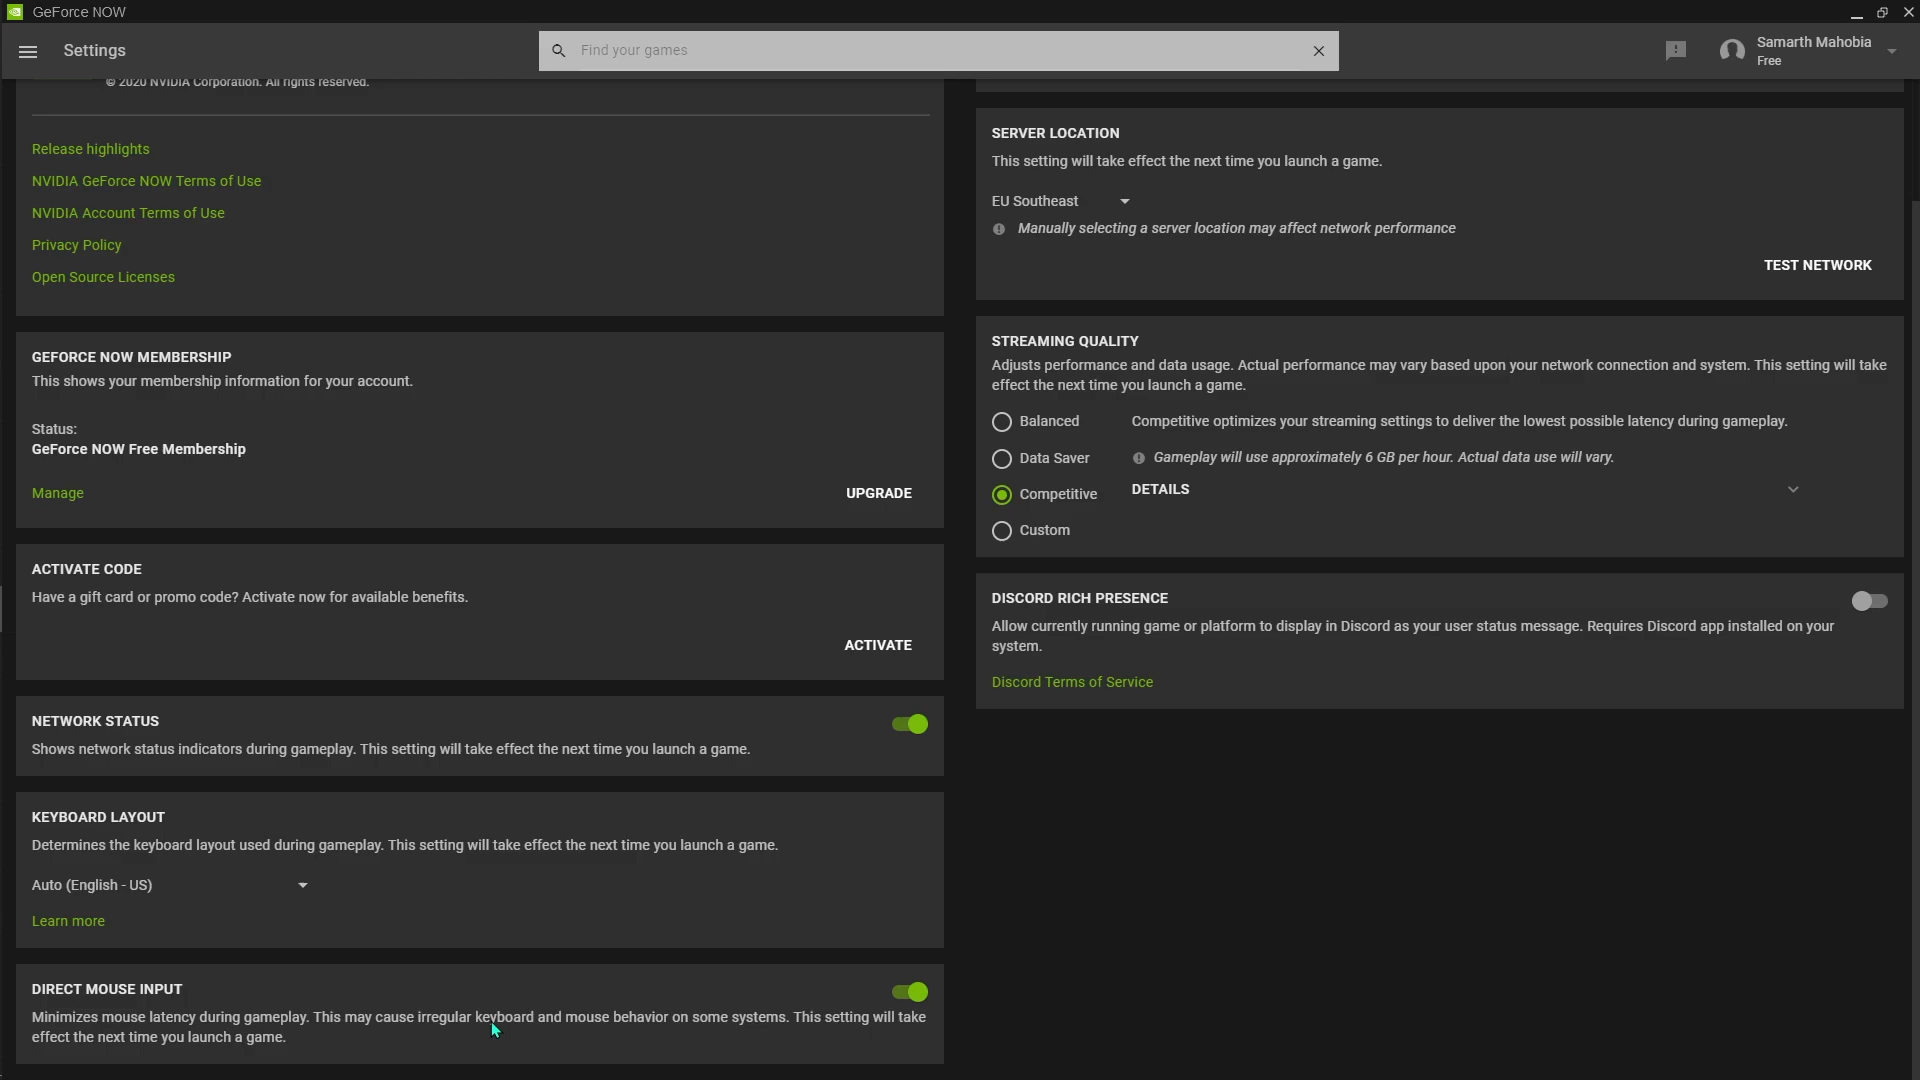 GeForce NOW
Settings
Find your games
Samarth Mahobia
Free
© 2020 NVIDIA Corporation. All rights reserved.
Release highlights
NVIDIA GeForce NOW Terms of Use
NVIDIA Account Terms of Use
Privacy Policy
Open Source Licenses
GEFORCE NOW MEMBERSHIP
This shows your membership information for your account.
Status:
GeForce NOW Free Membership
Manage
UPGRADE
ACTIVATE CODE
Have a gift card or promo code? Activate now for available benefits.
ACTIVATE
NETWORK STATUS
Shows network status indicators during gameplay. This setting will take effect the next time you launch a game.
KEYBOARD LAYOUT
Determines the keyboard layout used during gameplay. This setting will take effect the next time you launch a game.
Auto (English - US)
Learn more
DIRECT MOUSE INPUT
Minimizes mouse latency during gameplay. This may cause irregular keyboard and mouse behavior on some systems. This setting will take
effect the next time you launch a game.
SERVER LOCATION
This setting will take effect the next time you launch a game.
EU Southeast
Manually selecting a server location may affect network performance
TEST NETWORK
STREAMING QUALITY
Adjusts performance and data usage. Actual performance may vary based upon your network connection and system. This setting will take
effect the next time you launch a game.
Balanced
Data Saver
Competitive
Custom
Competitive optimizes your streaming settings to deliver the lowest possible latency during gameplay.
Gameplay will use approximately 6 GB per hour. Actual data use will vary.
DETAILS
DISCORD RICH PRESENCE
Allow currently running game or platform to display in Discord as your user status message. Requires Discord app installed on your
system.
Discord Terms of Service